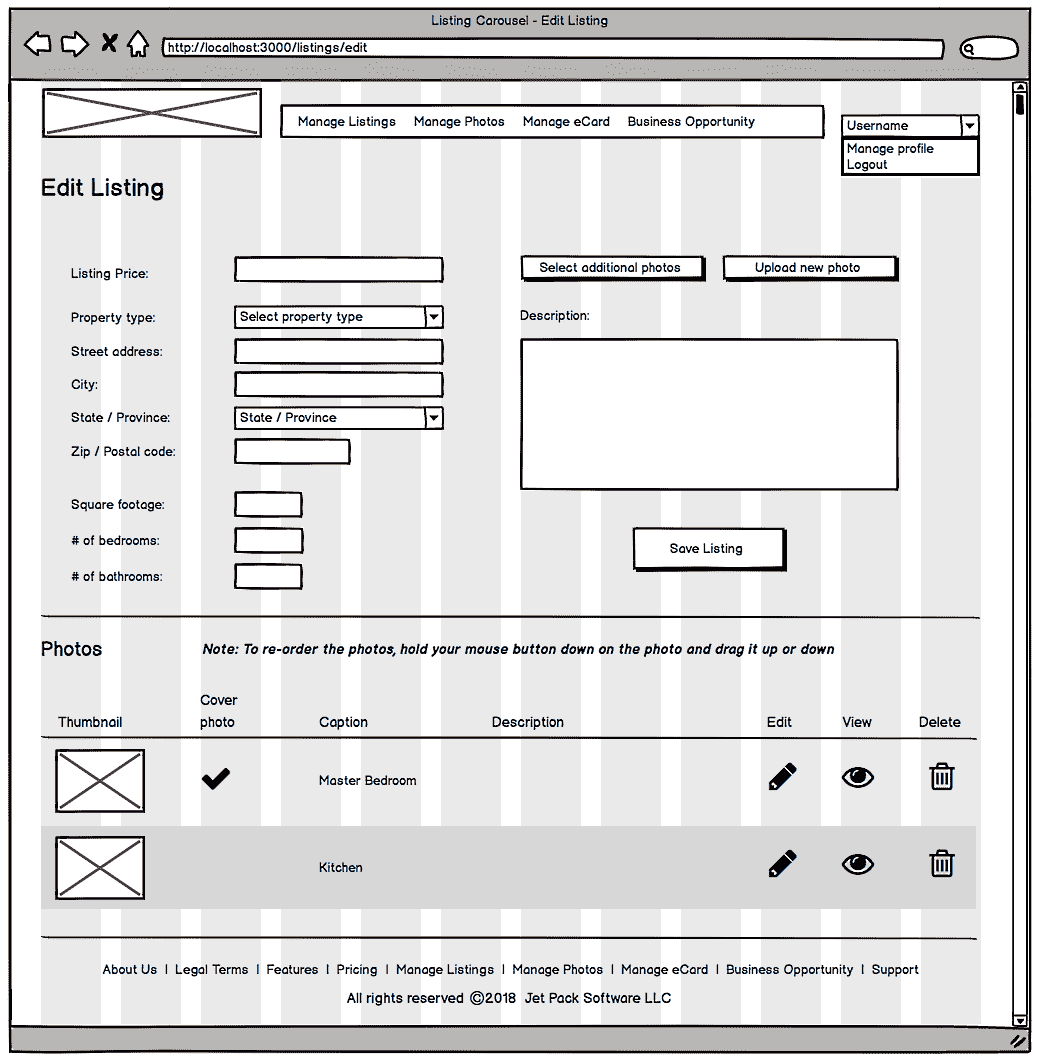 Listing Carousel - Edit Listing
http://localhost:3000/listings/edit
Manage Listings Manage Photos Manage eCard Business Opportunity
Username
Manage profile
Logout
Edit Listing
Listing Price:
Select additional photos Upload new photo
Property type: Select property type
Description:
Street address:
City:
State / Province: State / Province
Zip / Postal code:
Square footage:
# of bedrooms:
Save Listing
# of bathrooms:
Photos Note: To re-order the photos, hold your mouse button down on the photo and drag it up or down
Thumbnail Cover photo Caption Description Edit View Delete
Master Bedroom
Kitchen
About Us | Legal Terms | Features | Pricing | Manage Listings | Manage Photos | Manage eCard | Business Opportunity | Support
All rights reserved ©2018 Jet Pack Software LLC